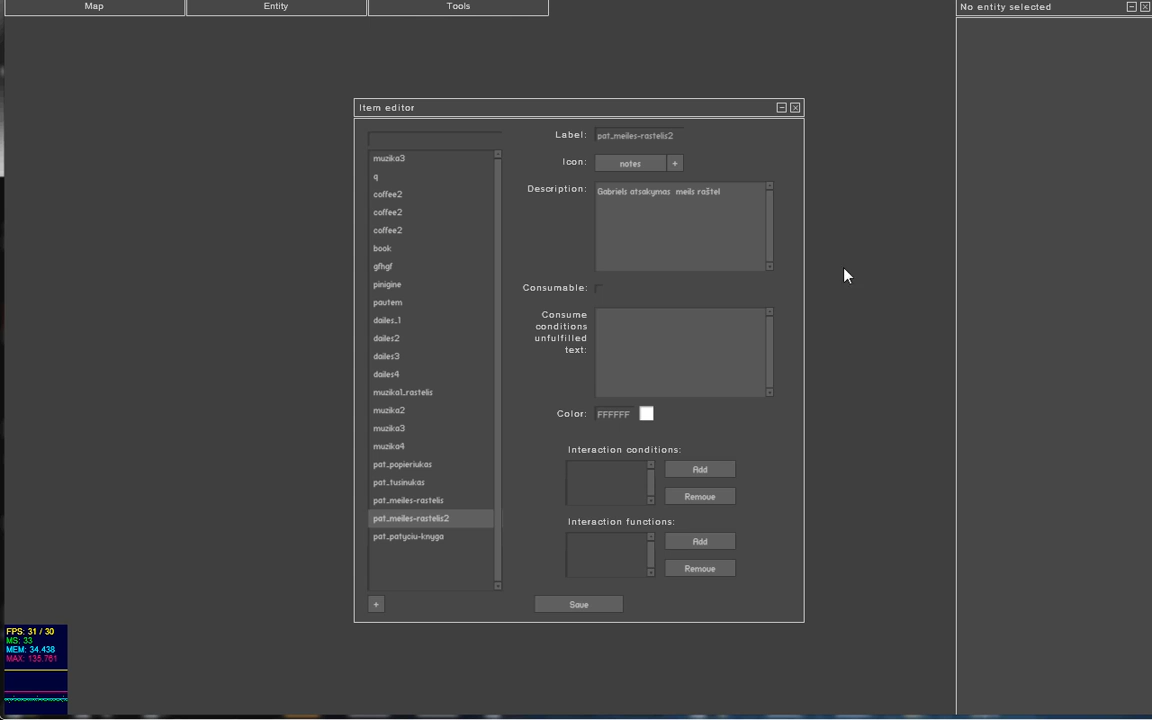 Map
Entity
Tools
No entity selected
Item editor
muzika3
q
coffee2
coffee2
coffee2
book
gfhgf
pinigine
pautem
dailes_1
dailes2
dailes3
dailes4
muzika1_rastelis
muzika2
muzika3
muzika4
pat_popieriukas
pat_tusinukas
pat_meiles-rastelis
pat_meiles-rastelis2
pat_patyciu-knyga
+
Label: pat_meiles-rastelis2
Icon: notes +
Description: Gabriels atsakymas meils raštel
Consumable:
Consume
conditions
unfulfilled
text:
Color: FFFFFF
Interaction conditions:
Add
Remove
Interaction functions:
Add
Remove
Save
FPS: 31 / 30
MS: 33
MEM: 34.438
MAX: 135.761